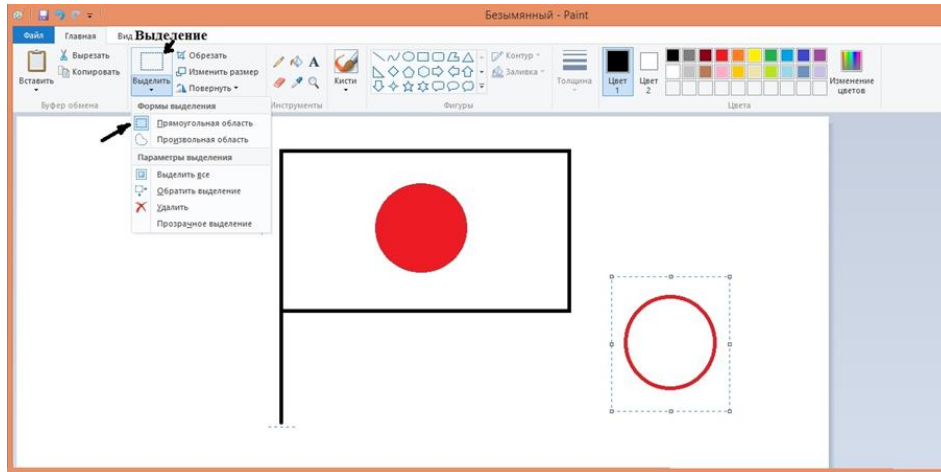 Безымянный - Paint
Файл Главная Вид Выделение
Вставить
Вырезать
Копировать
Буфер обмена
Выделить
Обрезать
Изменить размер
Повернуть
Инструменты
A
Кисти
Фигуры
Контур
Заливка
Толщина
Цвет 1
Цвет 2
Цвета
Изменение цветов
Формы выделения
Прямоугольная область
Произвольная область
Параметры выделения
Выделить все
Обратить выделение
Удалить
Прозрачное выделение